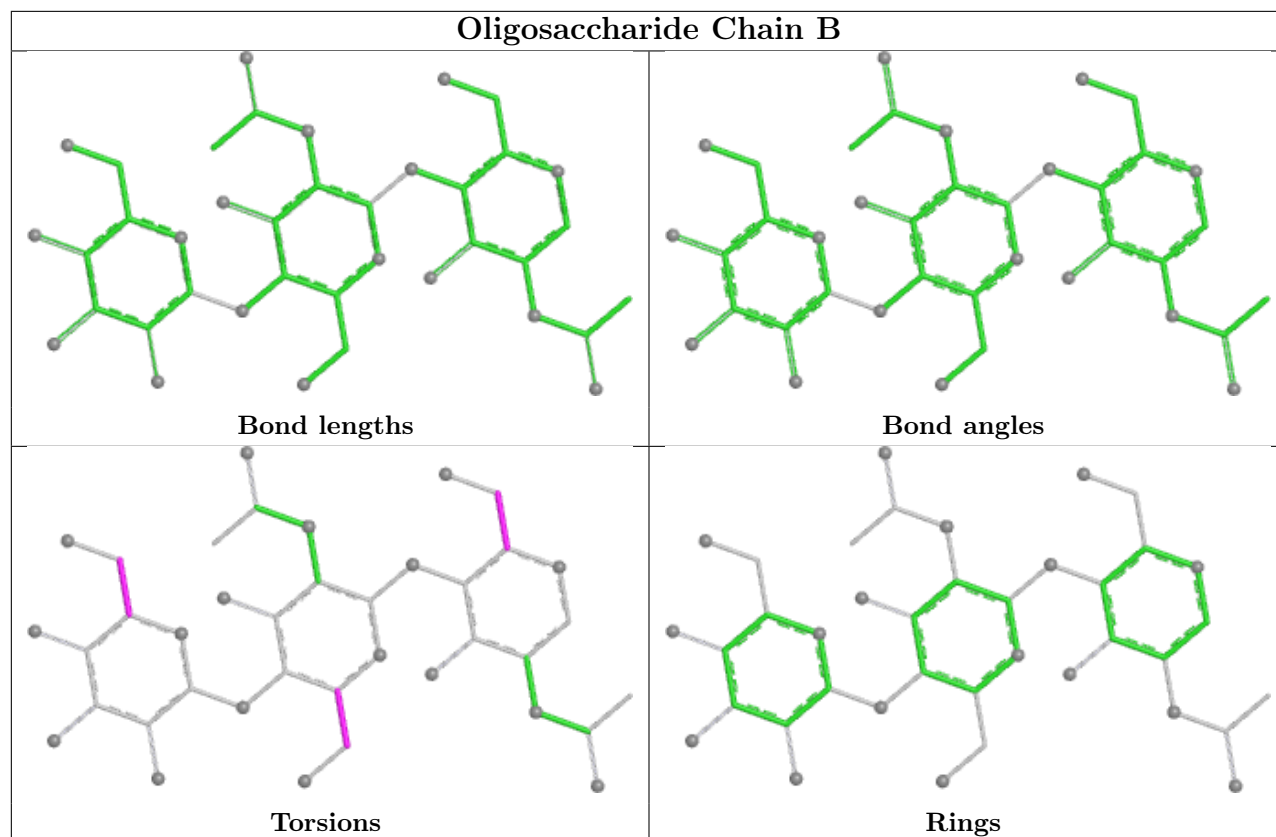 Oligosaccharide Chain B
Bond lengths
Bond angles
Torsions
Rings